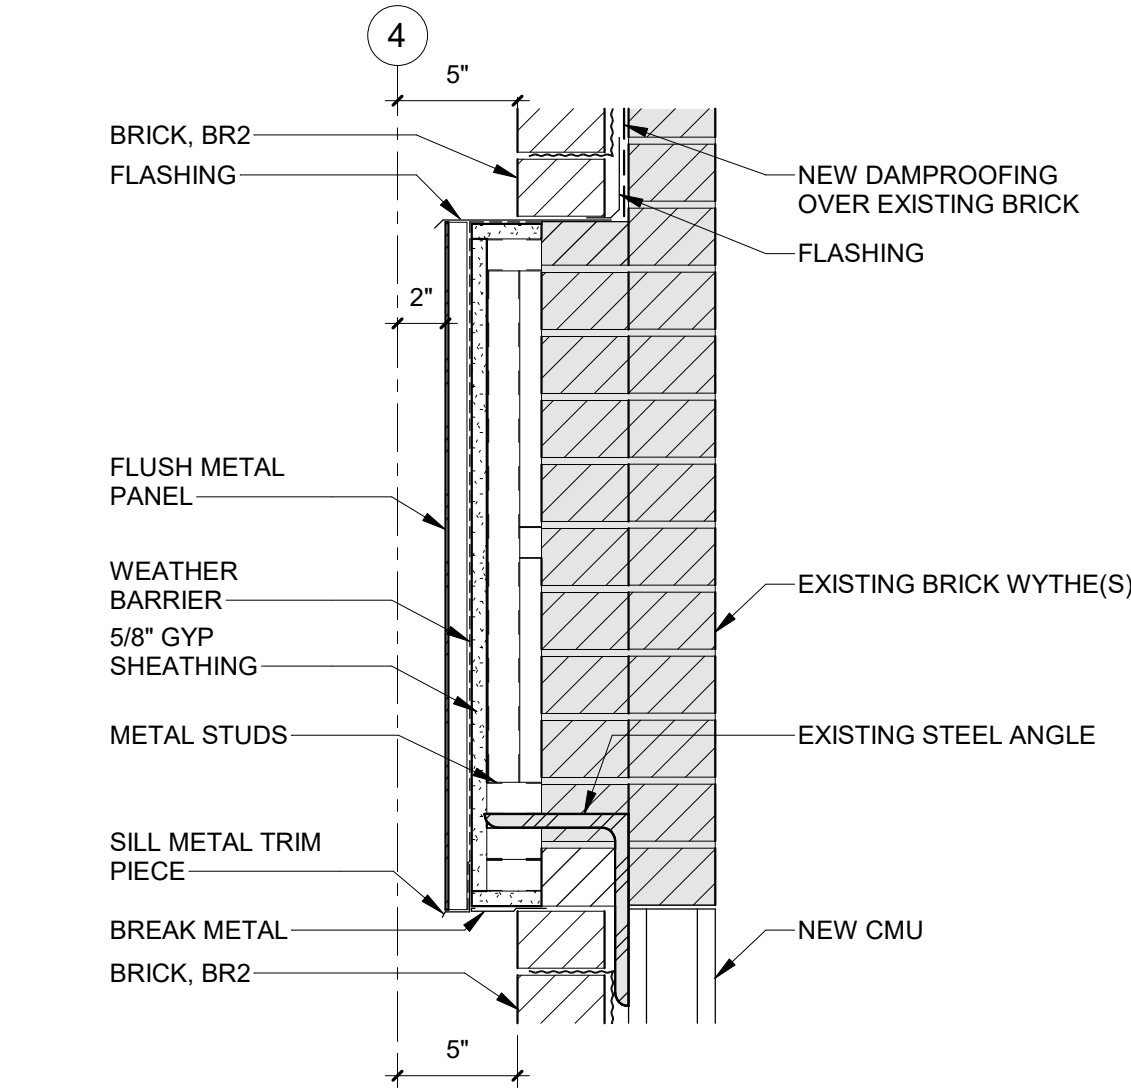 4
5"
BRICK, BR2
FLASHING
NEW DAMPROOFING
OVER EXISTING BRICK
FLASHING
2"
FLUSH METAL
PANEL
WEATHER
BARRIER
EXISTING BRICK WYTHE(S)
5/8" GYP
SHEATHING
METAL STUDS
EXISTING STEEL ANGLE
SILL METAL TRIM
PIECE
BREAK METAL
NEW CMU
BRICK, BR2
5"